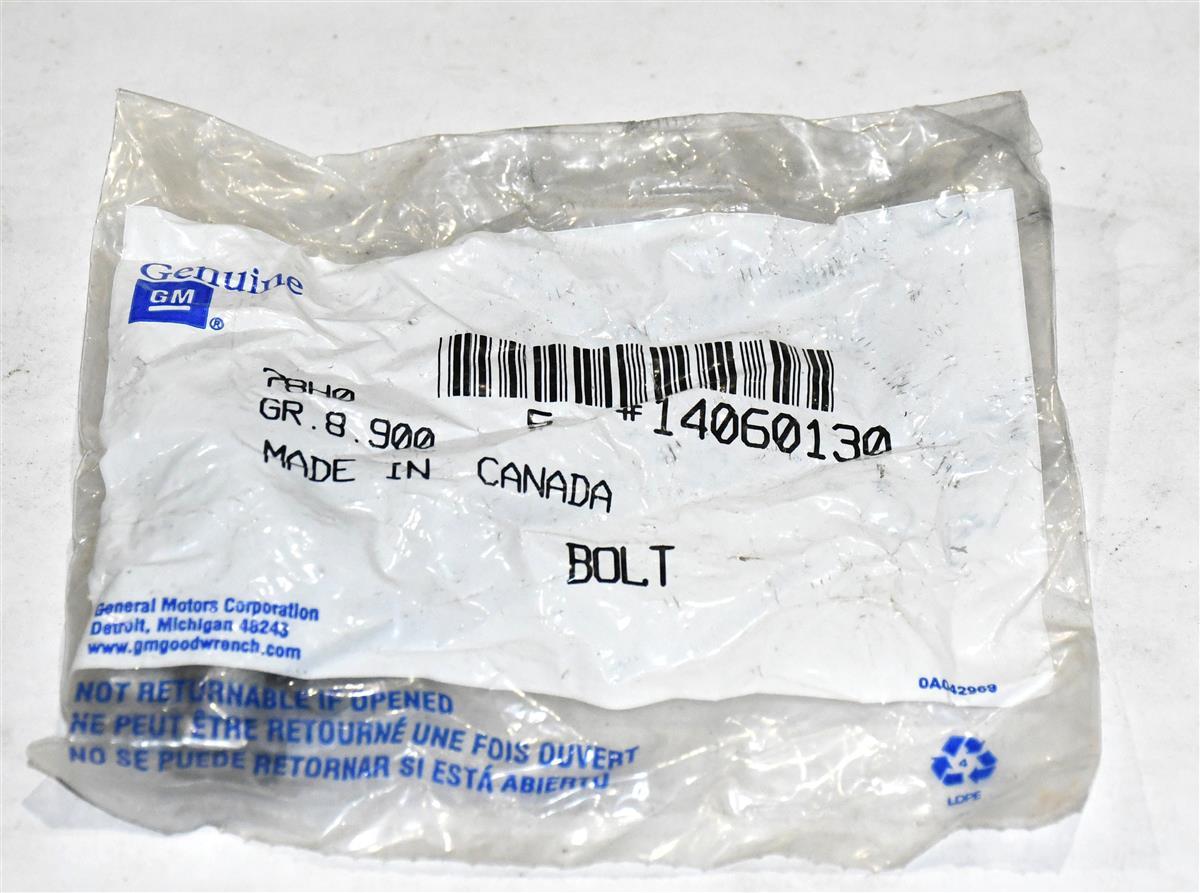 Genuine
GM ®
78H0
GR.8.900
#14060130
MADE IN CANADA
BOLT
General Motors Corporation
Detroit, Michigan 48243
www.gmgoodwrench.com
0A042969
NOT RETURNABLE IF OPENED
NE PEUT ÊTRE RETOURNÉ UNE FOIS OUVERT
NO SE PUEDE RETORNAR SI ESTÁ ABIERTO
4
LDPE